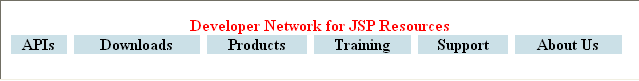 Developer Network for JSP Resources
APIs Downloads Products Training Support About Us